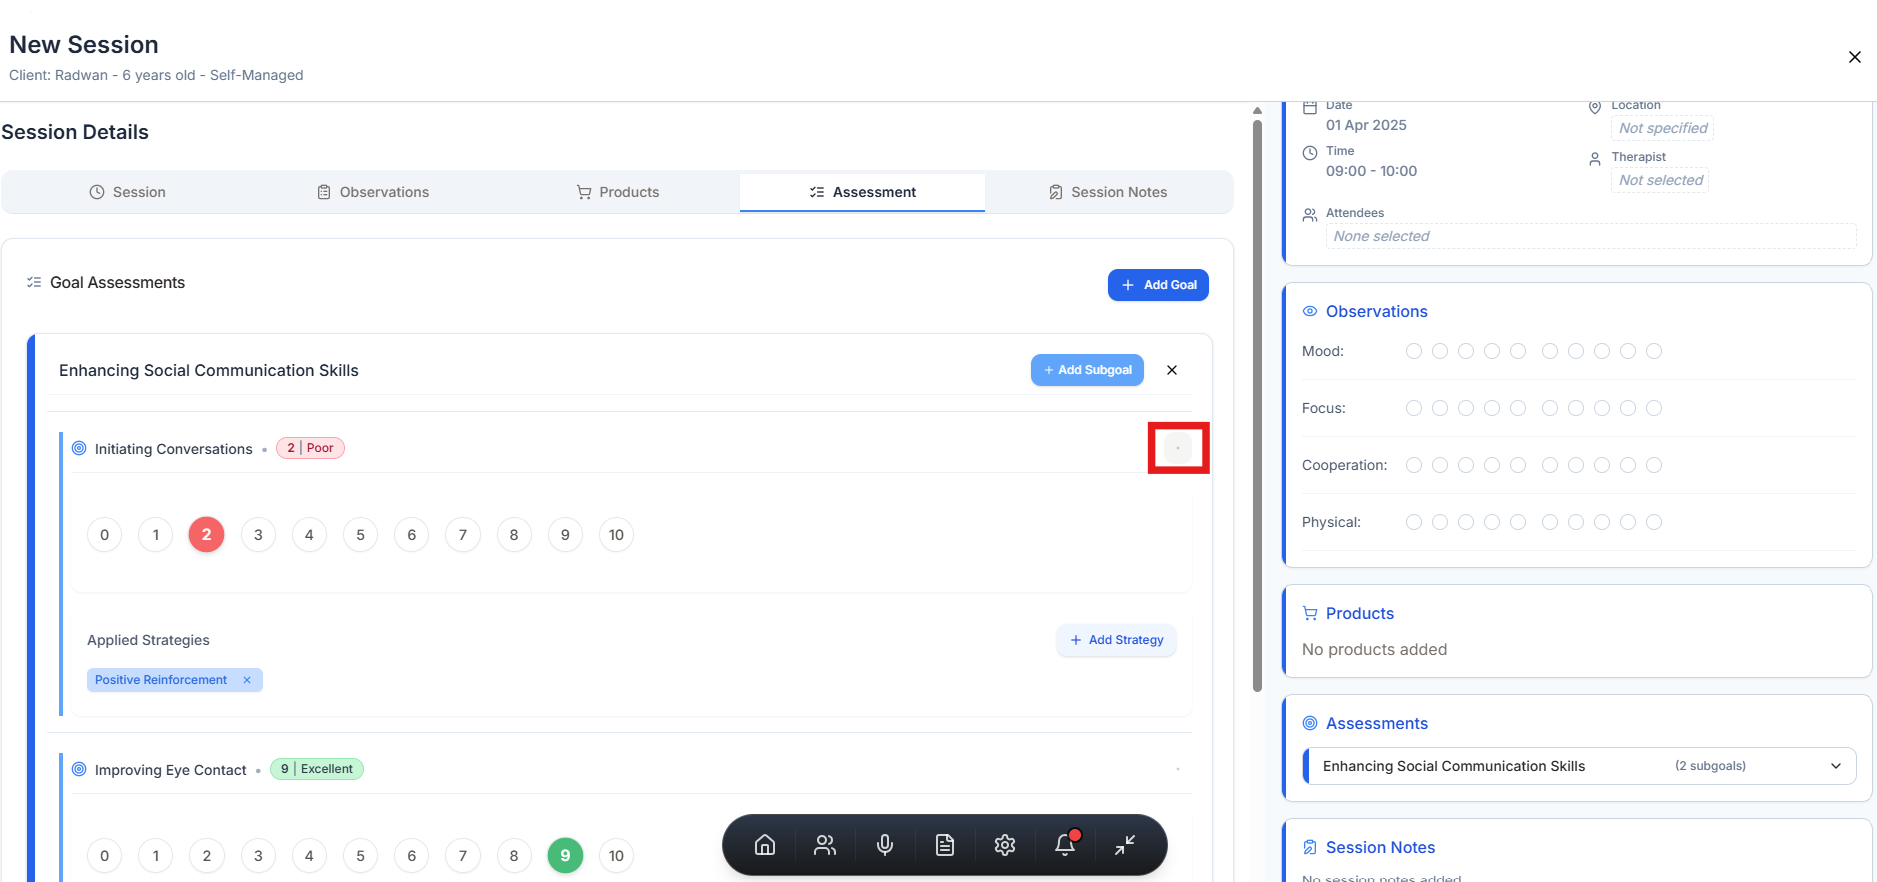 New Session
Client: Radwan - 6 years old - Self-Managed
Session Details
Session
Observations
Products
Assessment
Session Notes
Goal Assessments
Add Goal
Enhancing Social Communication Skills
+ Add Subgoal
Initiating Conversations • 2 | Poor
0 1 2 3 4 5 6 7 8 9 10
Applied Strategies
Add Strategy
Positive Reinforcement ×
Improving Eye Contact • 9 | Excellent
0 1 2 3 4 5 6 7 8 9 10
Date
01 Apr 2025
Location
Not specified
Time
09:00 - 10:00
Therapist
Not selected
Attendees
None selected
Observations
Mood:
Focus:
Cooperation:
Physical:
Products
No products added
Assessments
Enhancing Social Communication Skills (2 subgoals)
Session Notes
No session notes added